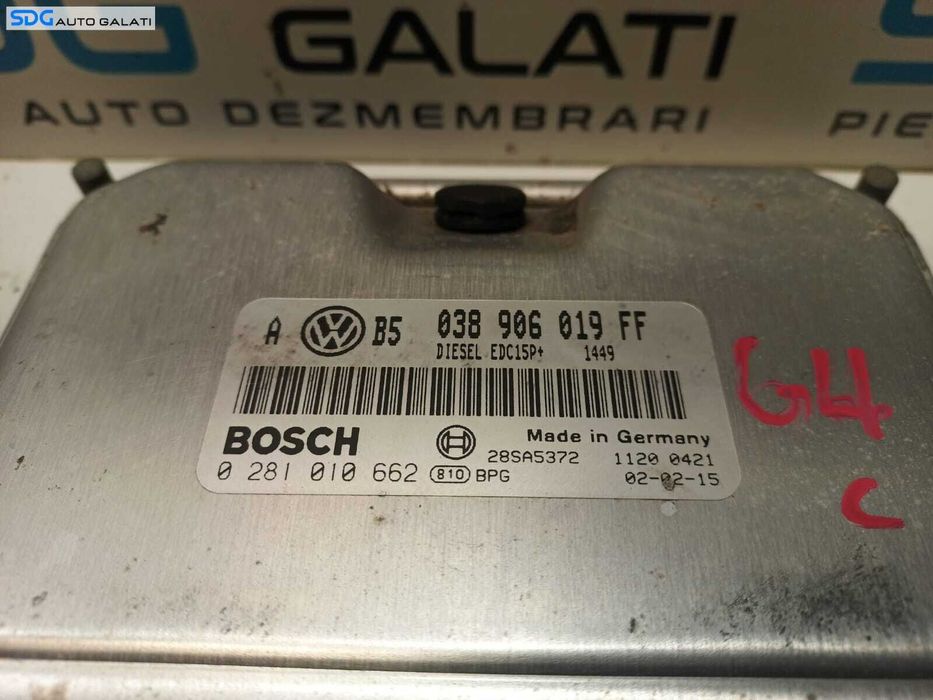 SDG AUTO GALATI
GALATI
AUTO DEZMEMBRARI
PIE
A VW B5 038 906 019 FF
DIESEL EDC15P+ 1449
BOSCH
Made in Germany
28SA5372 1120 0421
0 281 010 662 810 BPG
02-02-15
G4
C